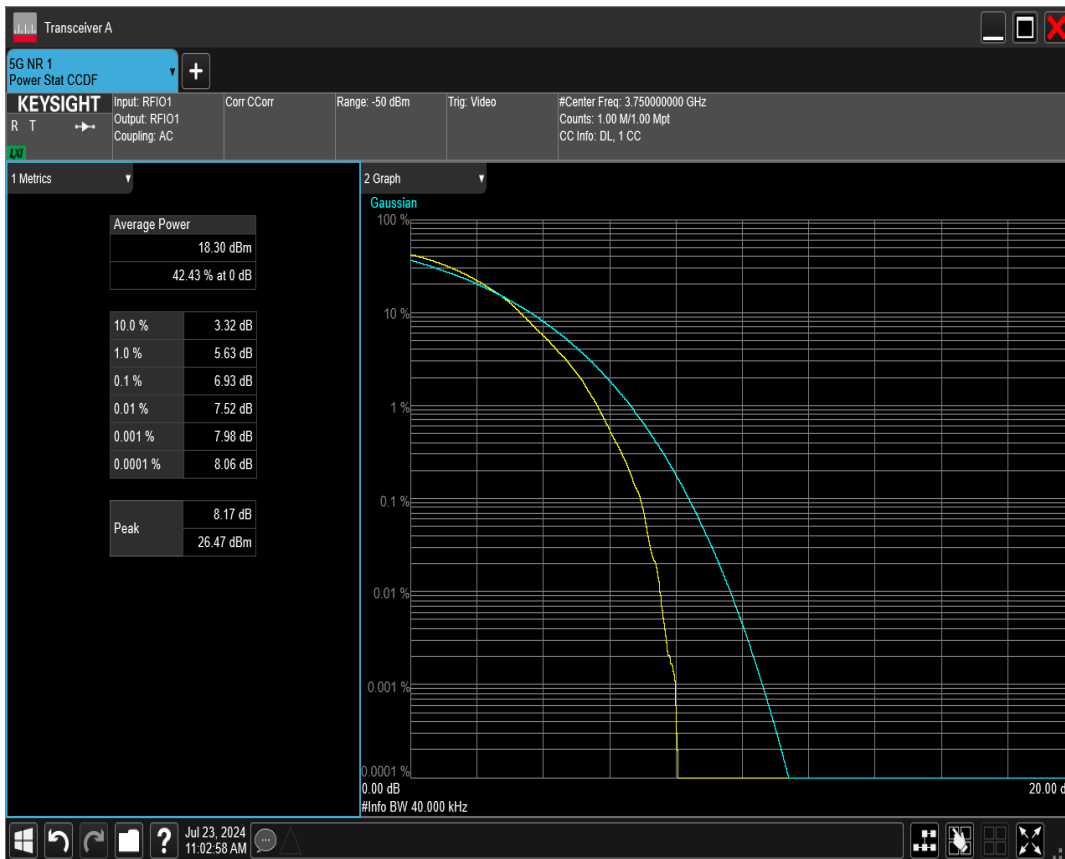 Transceiver A
5G NR 1
Power Stat CCDF
KEYSIGHT
R T
LXI
Input: RFIO1
Output: RFIO1
Coupling: AC
Corr CCorr
Range: -50 dBm
Trig: Video
#Center Freq: 3.750000000 GHz
Counts: 1.00 M/1.00 Mpt
CC Info: DL, 1 CC
1 Metrics
Average Power
18.30 dBm
42.43 % at 0 dB
10.0 % 3.32 dB
1.0 % 5.63 dB
0.1 % 6.93 dB
0.01 % 7.52 dB
0.001 % 7.98 dB
0.0001 % 8.06 dB
Peak
8.17 dB
26.47 dBm
2 Graph
Gaussian
100 %
10 %
1 %
0.1 %
0.01 %
0.001 %
0.0001 %
0.00 dB
20.00 d
#Info BW 40.000 kHz
?
Jul 23, 2024
11:02:58 AM